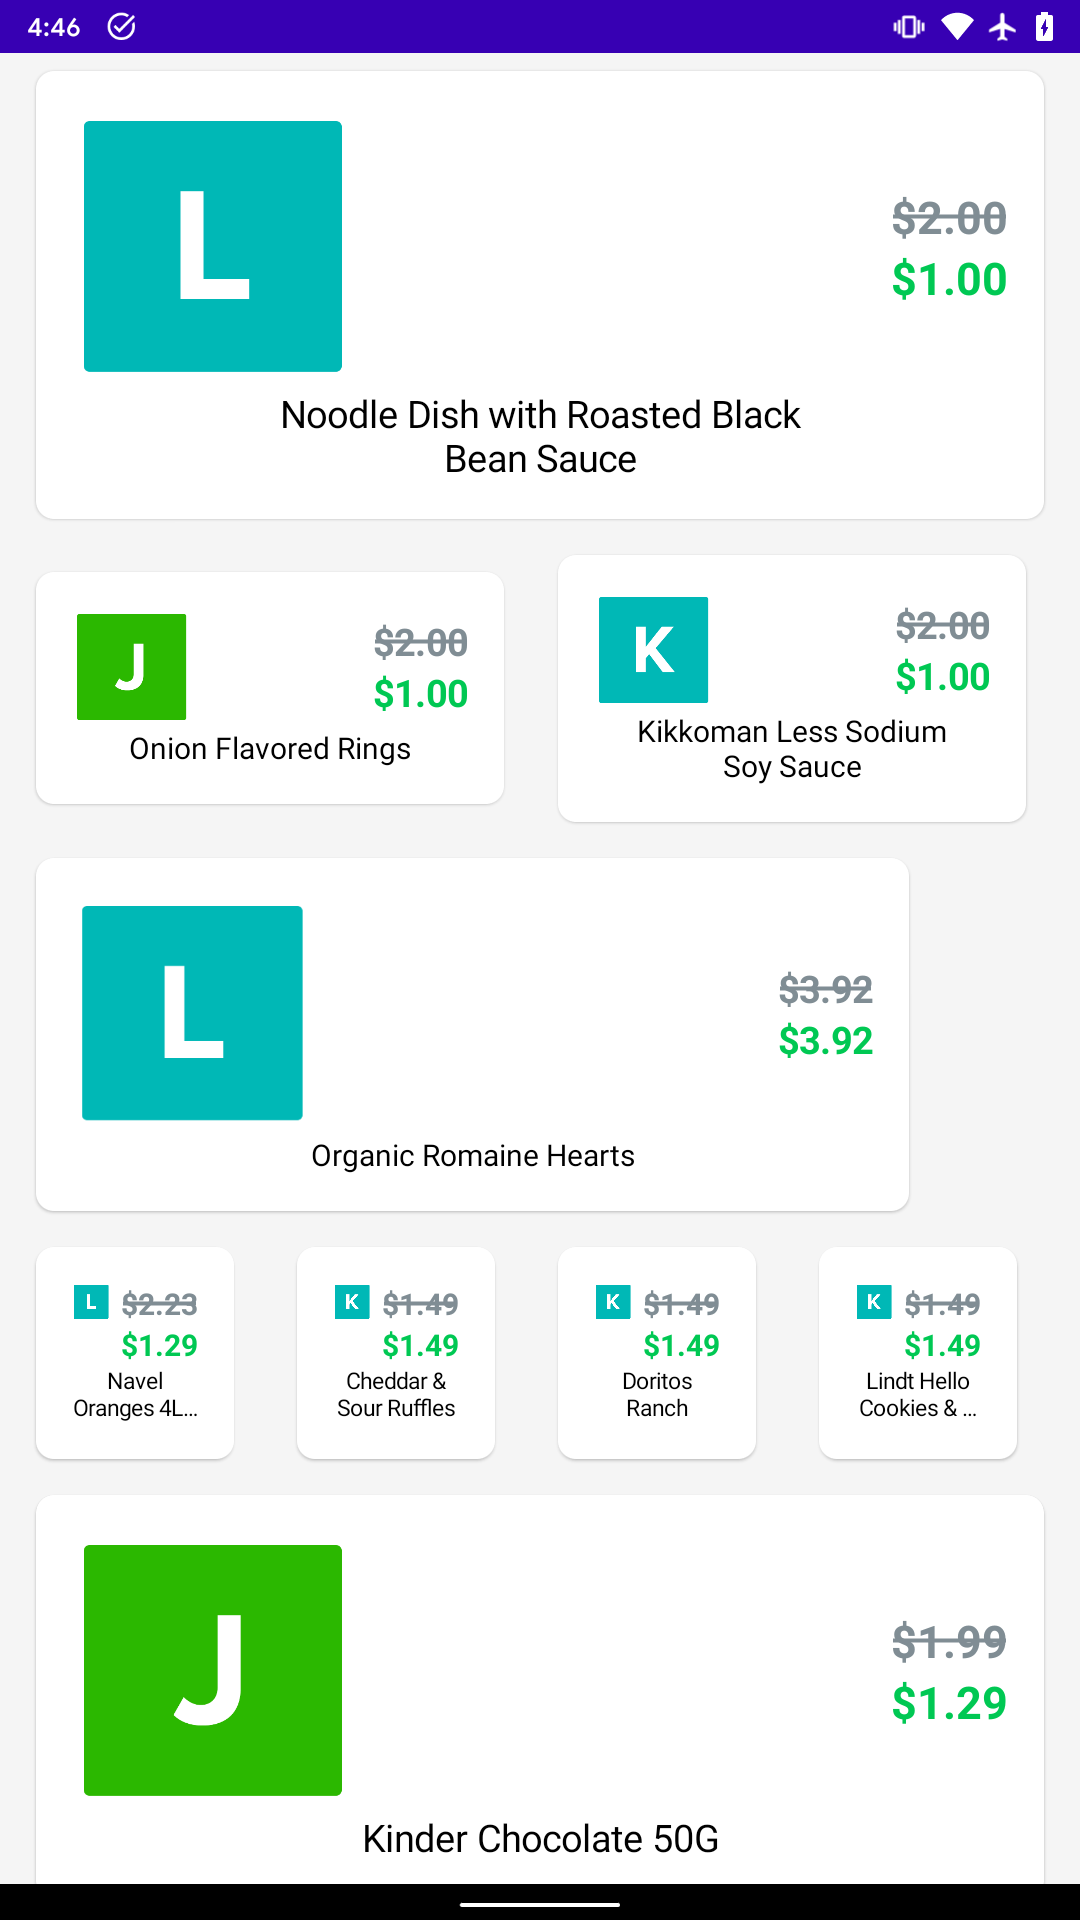 4:46
L
$2.00
$1.00
Noodle Dish with Roasted Black
Bean Sauce
J
$2.00
$1.00
Onion Flavored Rings
K
$2.00
$1.00
Kikkoman Less Sodium
Soy Sauce
L
$3.92
$3.92
Organic Romaine Hearts
L
$2.23
$1.29
Navel
Oranges 4L...
K
$1.49
$1.49
Cheddar &
Sour Ruffles
K
$1.49
$1.49
Doritos
Ranch
K
$1.49
$1.49
Lindt Hello
Cookies & ...
J
$1.99
$1.29
Kinder Chocolate 50G